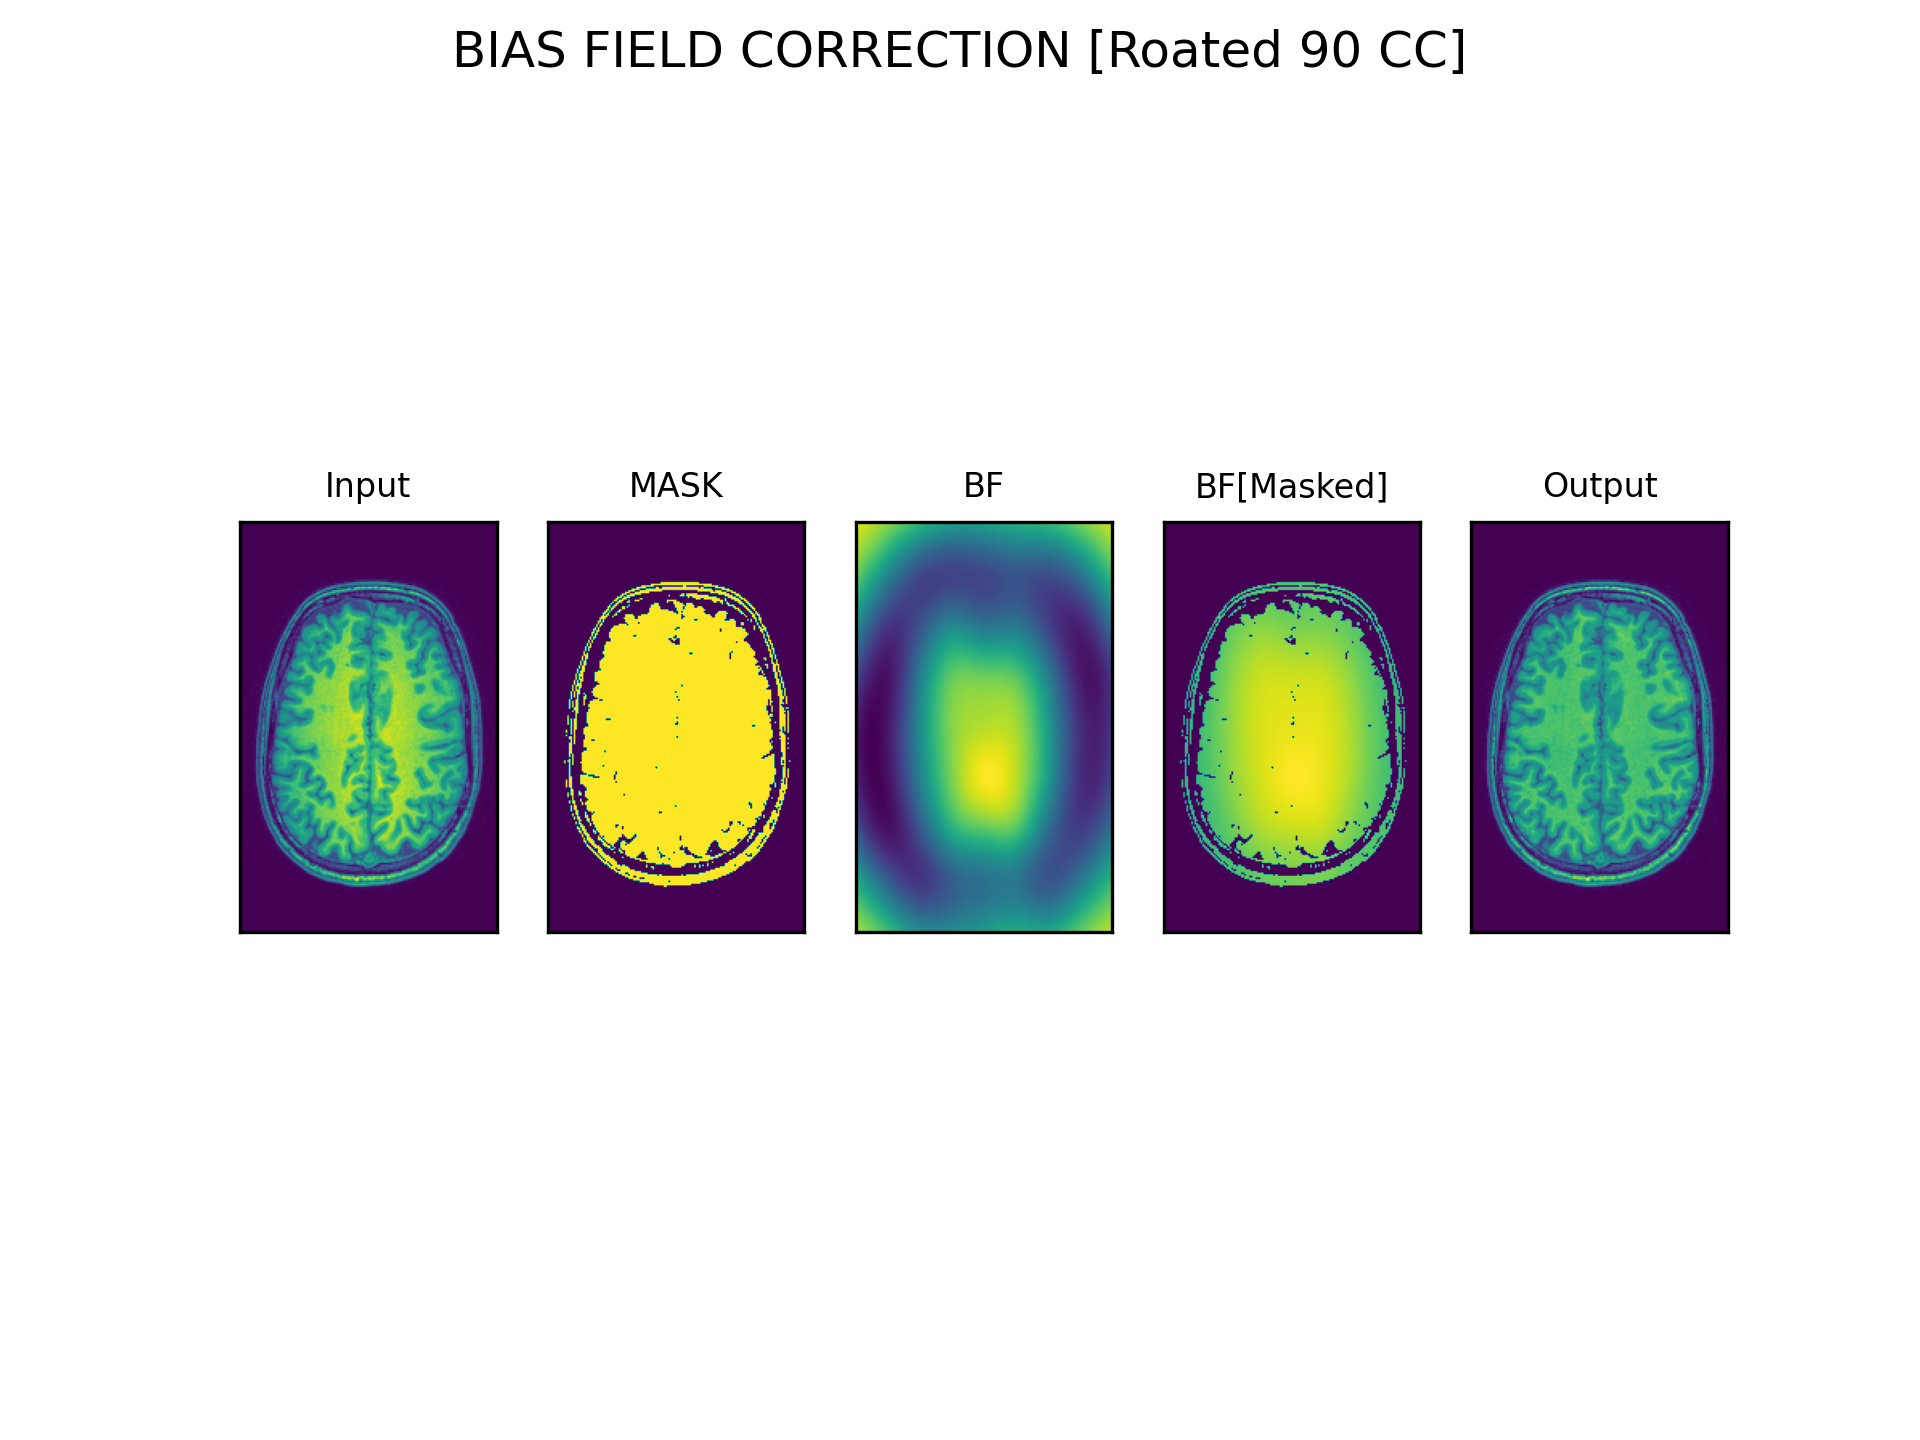 BIAS FIELD CORRECTION [Roated 90 CC]
Input
MASK
BF
BF[Masked]
Output